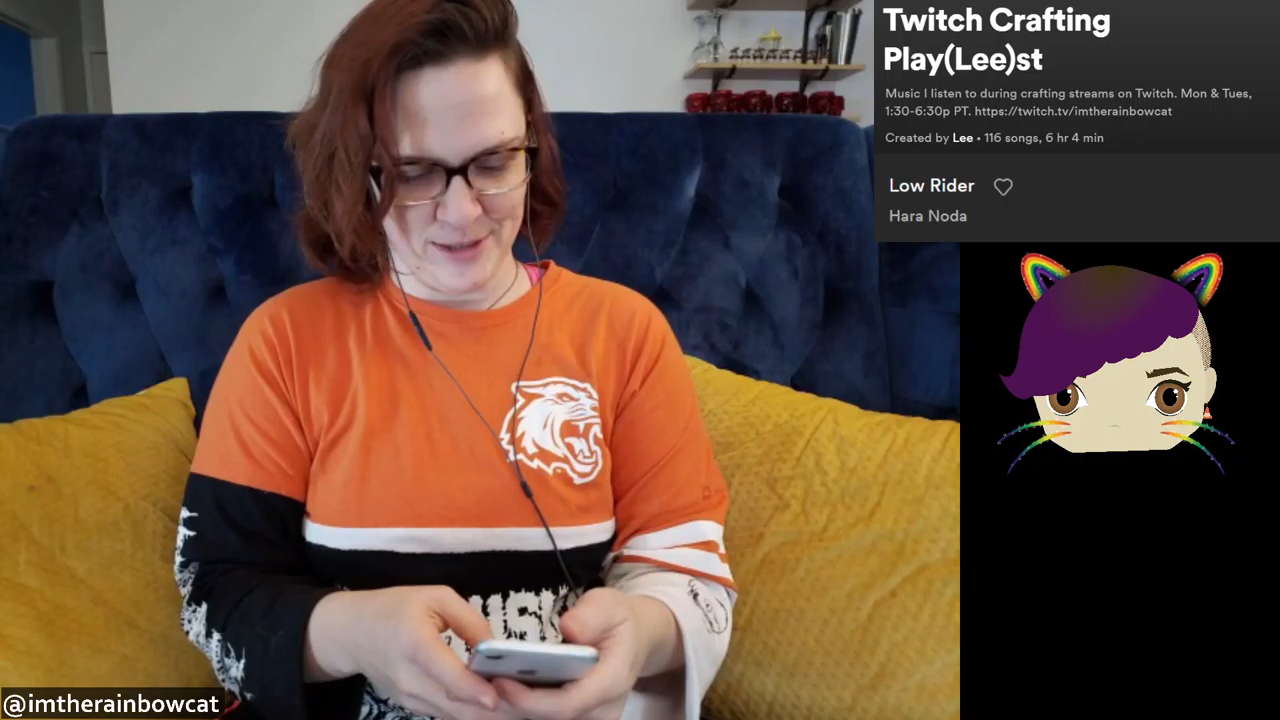 Twitch Crafting
Play(Lee)st
Music I listen to during crafting streams on Twitch. Mon & Tues,
1:30-6:30p PT. https://twitch.tv/imtherainbowcat
Created by Lee • 116 songs, 6 hr 4 min
Low Rider
Hara Noda
@imtherainbowcat